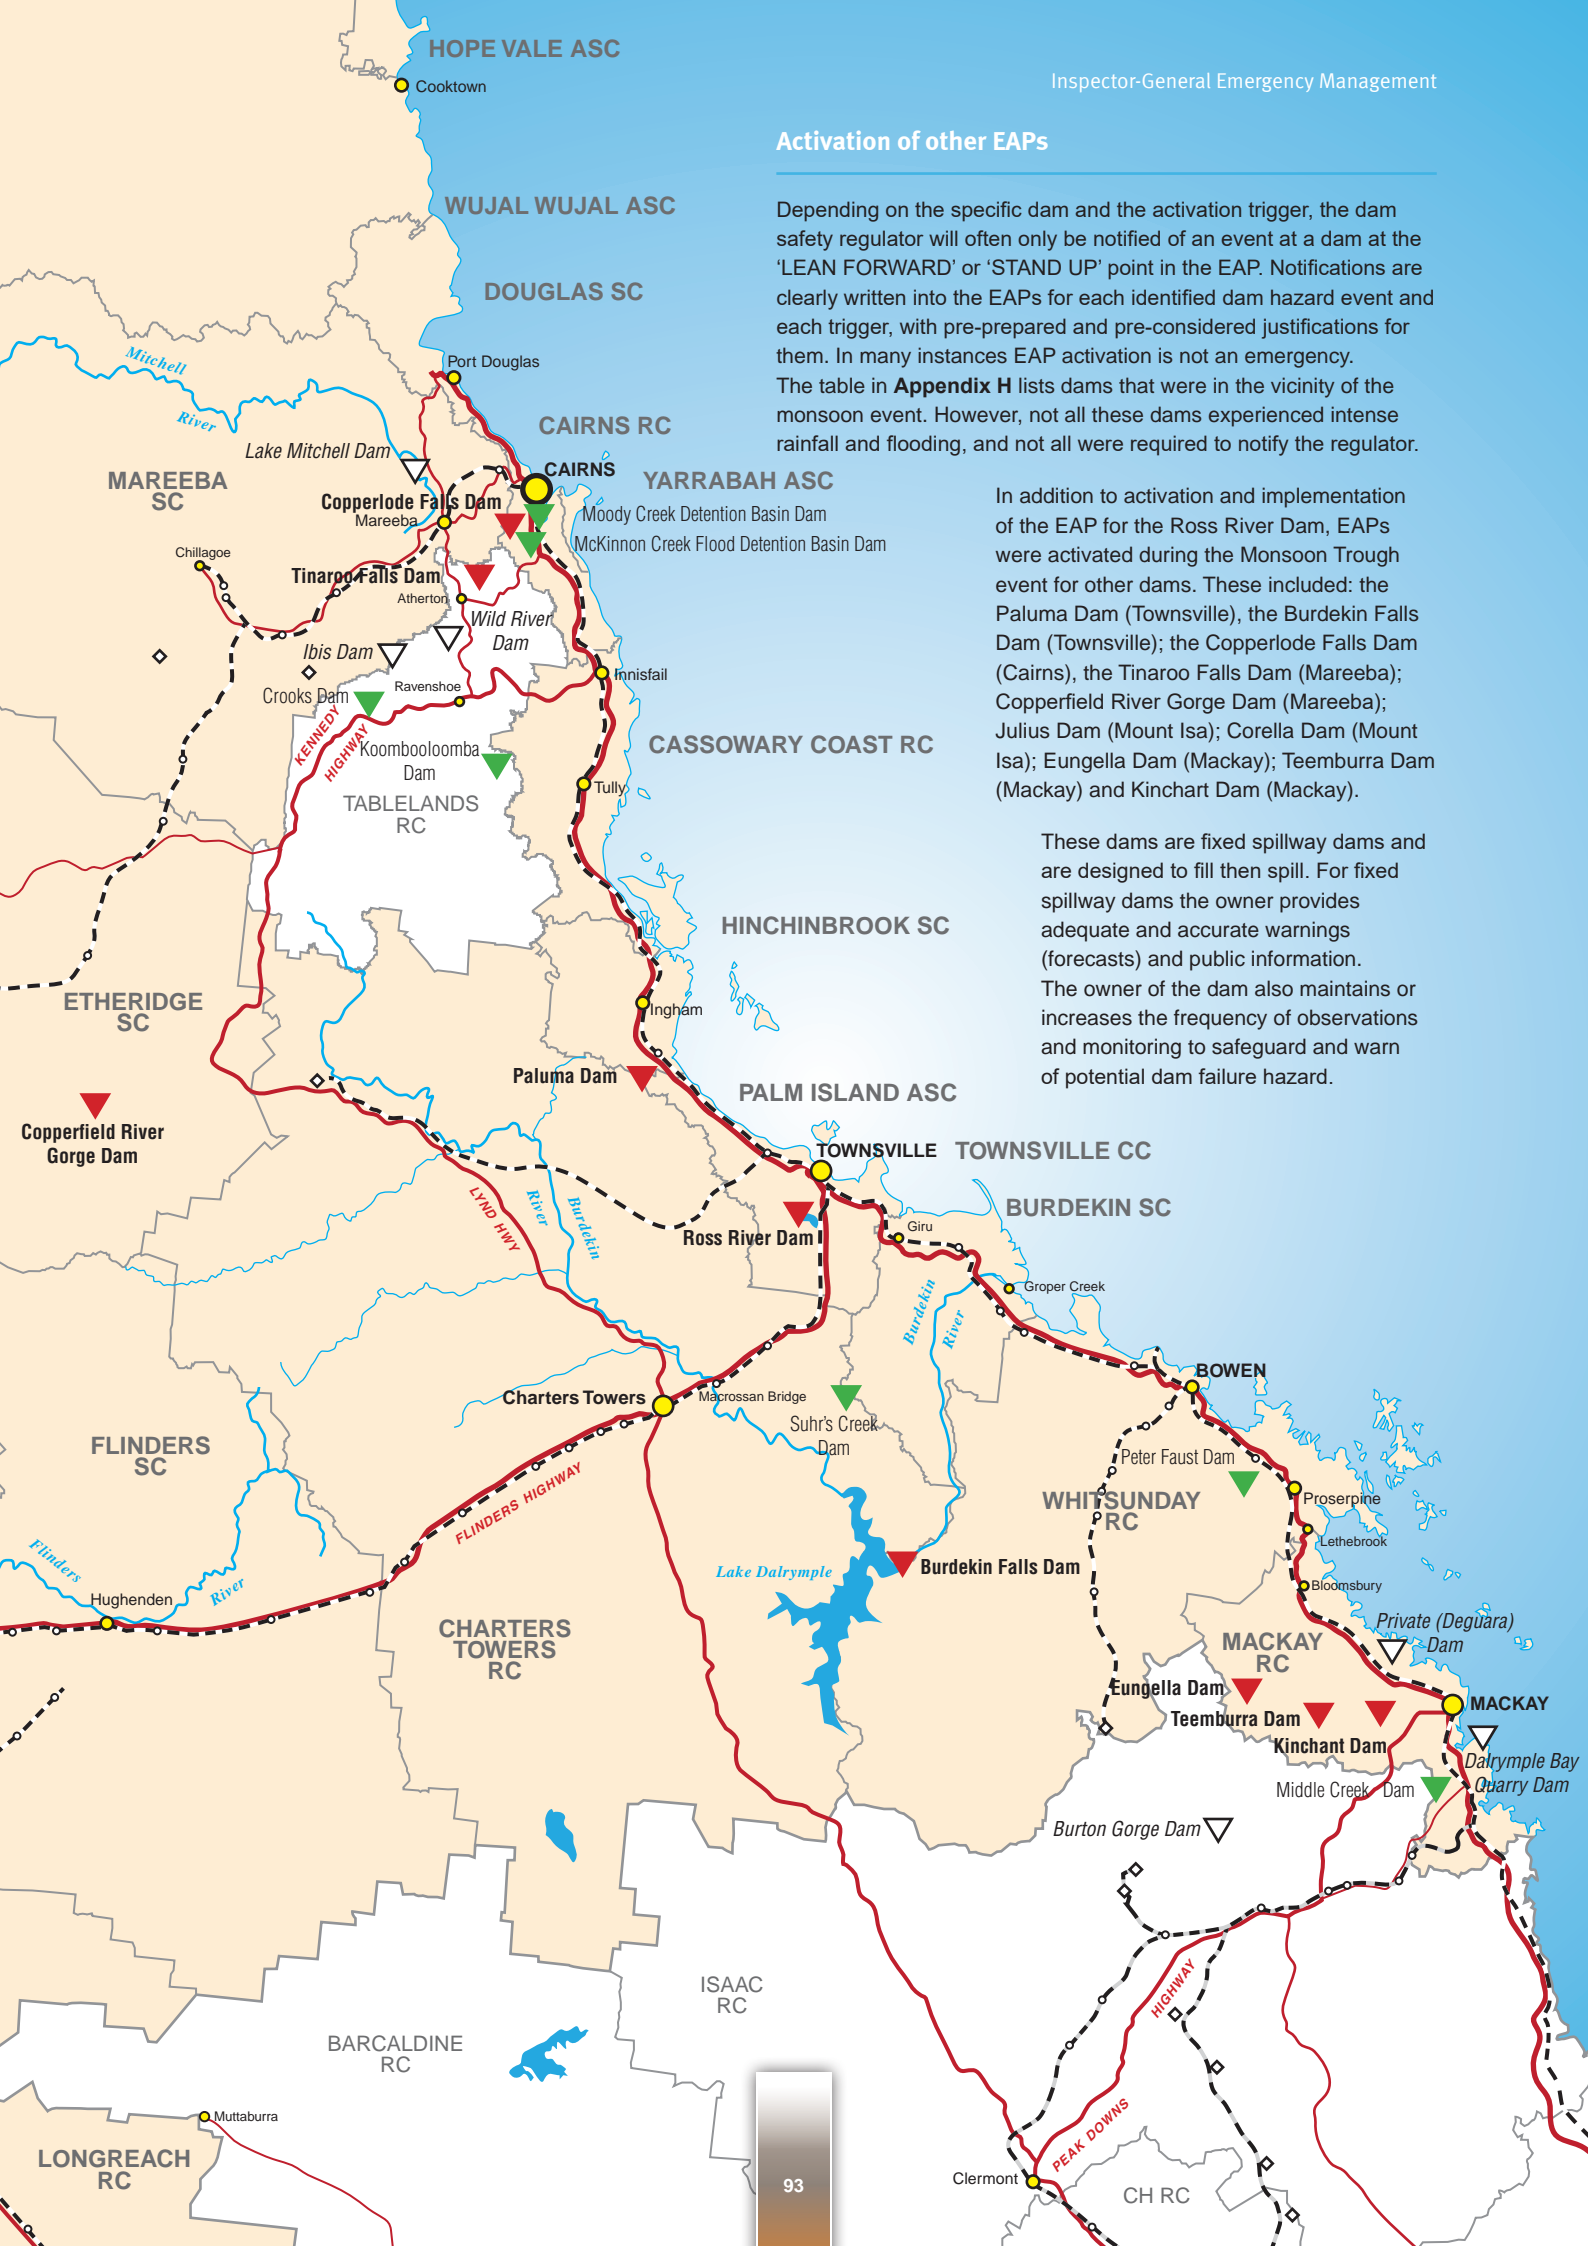 Inspector-General Emergency Management
Activation of other EAPs
Depending on the specific dam and the activation trigger, the dam
safety regulator will often only be notified of an event at a dam at the
‘LEAN FORWARD’ or ‘STAND UP’ point in the EAP. Notifications are
clearly written into the EAPs for each identified dam hazard event and
each trigger, with pre-prepared and pre-considered justifications for
them. In many instances EAP activation is not an emergency.
The table in Appendix H lists dams that were in the vicinity of the
monsoon event. However, not all these dams experienced intense
rainfall and flooding, and not all were required to notify the regulator.
In addition to activation and implementation
of the EAP for the Ross River Dam, EAPs
were activated during the Monsoon Trough
event for other dams. These included: the
Paluma Dam (Townsville), the Burdekin Falls
Dam (Townsville); the Copperlode Falls Dam
(Cairns), the Tinaroo Falls Dam (Mareeba);
Copperfield River Gorge Dam (Mareeba);
Julius Dam (Mount Isa); Corella Dam (Mount
Isa); Eungella Dam (Mackay); Teemburra Dam
(Mackay) and Kinchart Dam (Mackay).
These dams are fixed spillway dams and
are designed to fill then spill. For fixed
spillway dams the owner provides
adequate and accurate warnings
(forecasts) and public information.
The owner of the dam also maintains or
increases the frequency of observations
and monitoring to safeguard and warn
of potential dam failure hazard.
HOPE VALE ASC
Cooktown
WUJAL WUJAL ASC
DOUGLAS SC
Port Douglas
Mitchell
River
CAIRNS RC
Lake Mitchell Dam
CAIRNS
YARRABAH ASC
MAREEBA
SC
Copperlode Falls Dam
Mareeba
Moody Creek Detention Basin Dam
McKinnon Creek Flood Detention Basin Dam
Chillagoe
Tinaroo Falls Dam
Atherton
Wild River
Dam
Ibis Dam
Innisfail
Crooks Dam
Ravenshoe
KENNEDY
HIGHWAY
Koombooloomba
Dam
CASSOWARY COAST RC
Tully
TABLELANDS
RC
HINCHINBROOK SC
ETHERIDGE
SC
Ingham
Paluma Dam
PALM ISLAND ASC
Copperfield River
Gorge Dam
TOWNSVILLE
TOWNSVILLE CC
LYND HWY
River
Burdekin
BURDEKIN SC
Ross River Dam
Giru
Groper Creek
Burdekin
River
BOWEN
Charters Towers
Macrossan Bridge
Suhr's Creek
Dam
FLINDERS
SC
Peter Faust Dam
FLINDERS HIGHWAY
WHITSUNDAY
RC
Proserpine
Lethebrook
Flinders
River
Hughenden
Lake Dalrymple
Burdekin Falls Dam
Bloomsbury
CHARTERS
TOWERS
RC
Private (Deguara)
Dam
MACKAY
RC
Eungella Dam
Teemburra Dam
MACKAY
Kinchant Dam
Dalrymple Bay
Quarry Dam
Middle Creek Dam
Burton Gorge Dam
ISAAC
RC
HIGHWAY
BARCALDINE
RC
Muttaburra
PEAK DOWNS
LONGREACH
RC
Clermont
CH RC
93